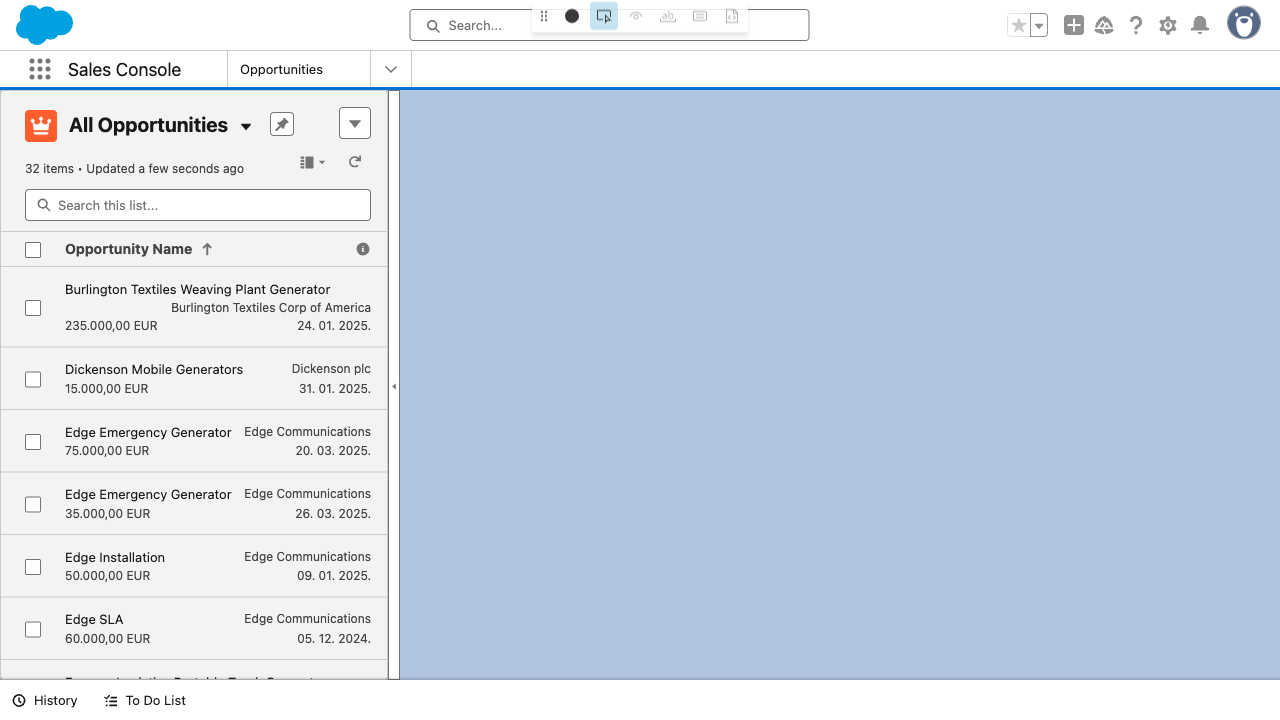 Search...
Sales Console
Opportunities
All Opportunities
32 items • Updated a few seconds ago
Search this list...
Opportunity Name
Burlington Textiles Weaving Plant Generator
Burlington Textiles Corp of America
235.000,00 EUR
24. 01. 2025.
Dickenson Mobile Generators
Dickenson plc
15.000,00 EUR
31. 01. 2025.
Edge Emergency Generator
Edge Communications
75.000,00 EUR
20. 03. 2025.
Edge Emergency Generator
Edge Communications
35.000,00 EUR
26. 03. 2025.
Edge Installation
Edge Communications
50.000,00 EUR
09. 01. 2025.
Edge SLA
Edge Communications
60.000,00 EUR
05. 12. 2024.
History
To Do List